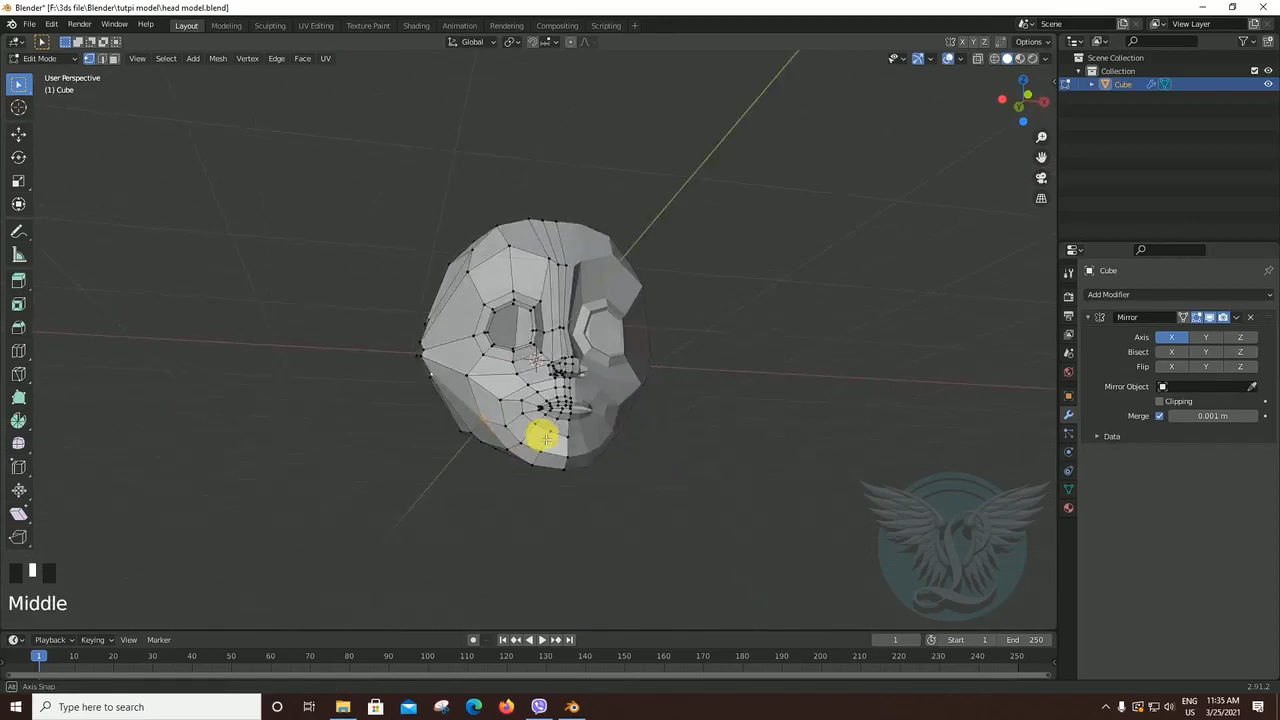 Blender* [F:\3ds file\Blender\tutpi model\head model.blend]
File Edit Render Window Help Layout Modeling Sculpting UV Editing Texture Paint Shading Animation Rendering Compositing Scripting + Scene View Layer
Global X Y Z Options
Edit Mode View Select Add Mesh Vertex Edge Face UV
User Perspective
(1) Cube
Scene Collection
Collection
Cube
Z
X
Y
Cube
Add Modifier
Mirror
Axis X Y Z
Bisect X Y Z
Flip X Y Z
Mirror Object
Clipping
Merge 0.001 m
Data
Middle
Playback Keying View Marker 1 Start 1 End 250
1 10 20 30 40 50 60 70 80 90 100 110 120 130 140 150 160 170 180 190 200 210 220 230 240 250
Alt Axis Snap 2.91.2
Type here to search
ENG
US
11:35 AM
3/25/2021